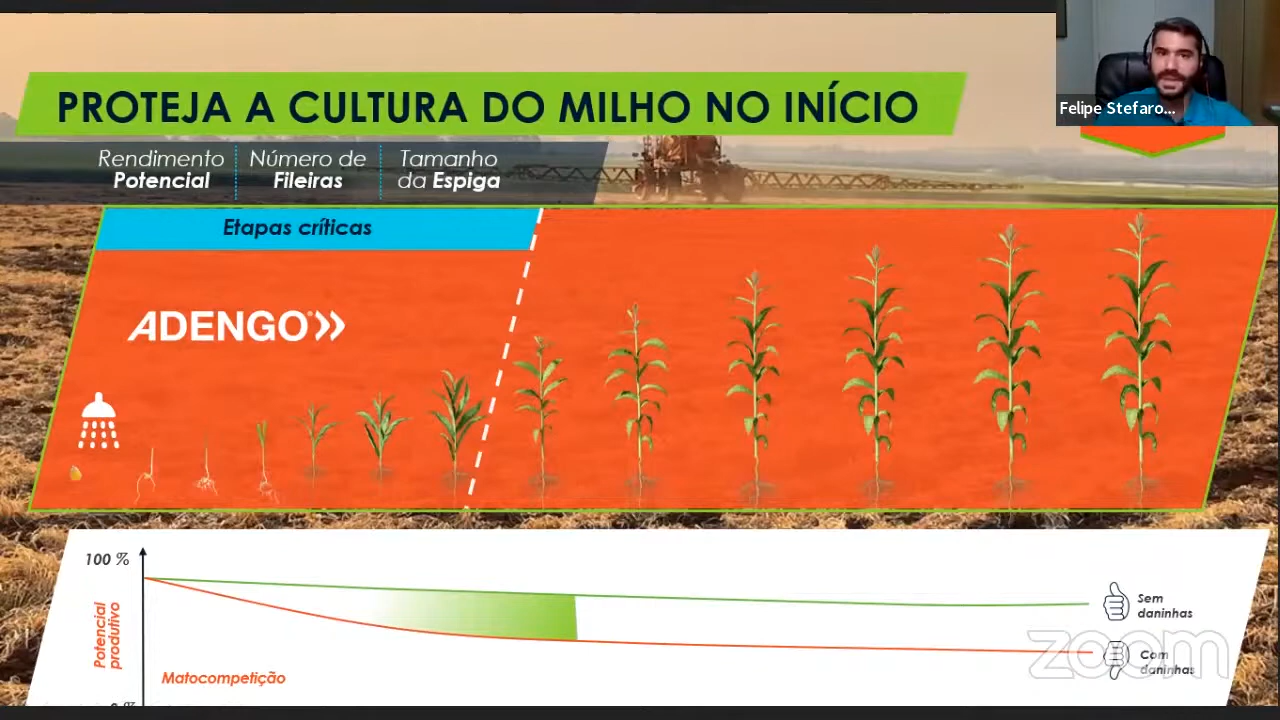 PROTEJA A CULTURA DO MILHO NO INÍCIO
Felipe Stefaro...
Rendimento
Potencial
Número de
Fileiras
Tamanho
da Espiga
Etapas críticas
ADENGO®
100 %
Potencial
produtivo
Matocompetição
Sem
daninhas
Com
daninhas
zoom